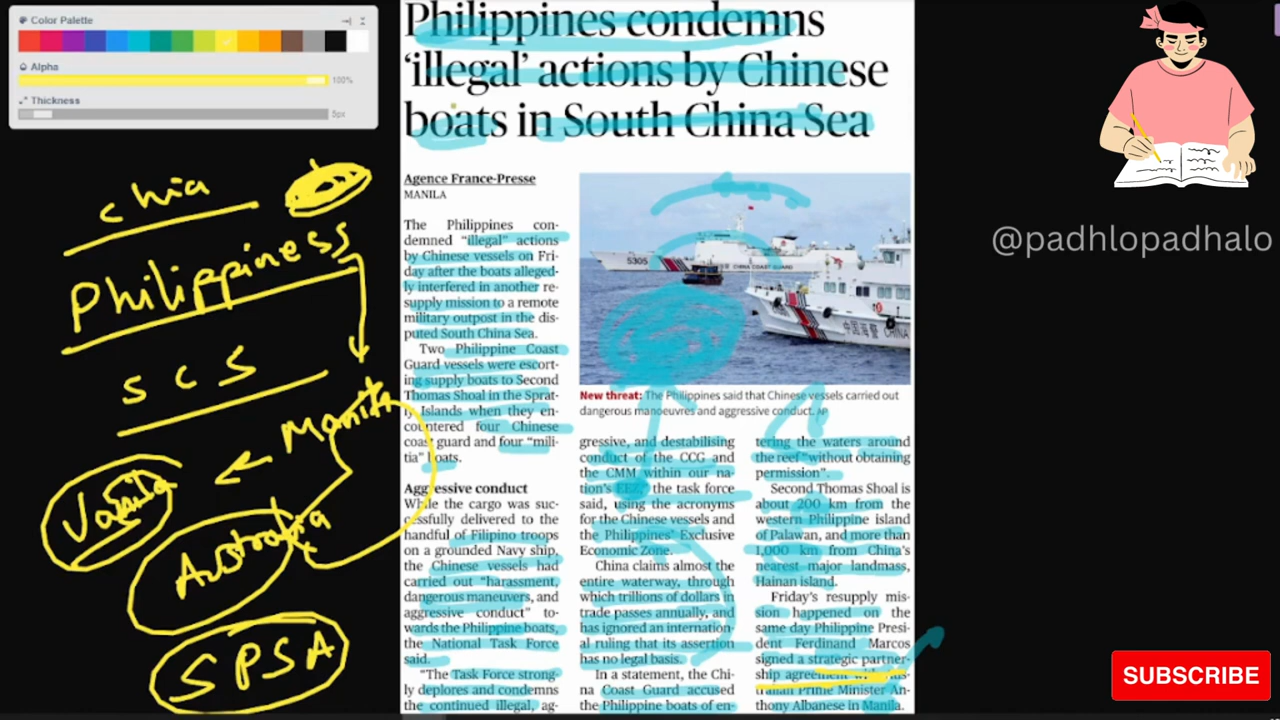 Color Palette
Alpha
100%
Thickness
5px
chia
Philippiness
SCS
Manila
Australia
SPSA
Philippines condemns
‘illegal’ actions by Chinese
boats in South China Sea
Agence France-Presse
MANILA
The Philippines con-
demned “illegal” actions
by Chinese vessels on Fri-
day after the boats alleged-
ly interfered in another re-
supply mission to a remote
military outpost in the dis-
puted South China Sea.
Two Philippine Coast
Guard vessels were escort-
ing supply boats to Second
Thomas Shoal in the Sprat-
ly Islands when they en-
countered four Chinese
coast guard and four “mili-
tia” boats.
Aggressive conduct
While the cargo was suc-
cessfully delivered to the
handful of Filipino troops
on a grounded Navy ship,
the Chinese vessels had
carried out “harassment,
dangerous maneuvers, and
aggressive conduct” to-
wards the Philippine boats,
the National Task Force
said.
“The Task Force strong-
ly deplores and condemns
the continued illegal, ag-
5305
CHINA COAST GUARD
中国海警
New threat: The Philippines said that Chinese vessels carried out
dangerous manoeuvres and aggressive conduct. AP
gressive, and destabilising
conduct of the CCG and
the CMM within our na-
tion’s EEZ,” the task force
said, using the acronyms
for the Chinese vessels and
the Philippines’ Exclusive
Economic Zone.
China claims almost the
entire waterway, through
which trillions of dollars in
trade passes annually, and
has ignored an internation-
al ruling that its assertion
has no legal basis.
In a statement, the Chi-
na Coast Guard accused
the Philippine boats of en-
tering the waters around
the reef “without obtaining
permission”.
Second Thomas Shoal is
about 200 km from the
western Philippine island
of Palawan, and more than
1,000 km from China’s
nearest major landmass,
Hainan island.
Friday’s resupply mis-
sion happened on the
same day Philippine Presi-
dent Ferdinand Marcos
signed a strategic partner-
ship agreement with Aus-
tralian Prime Minister An-
thony Albanese in Manila.
@padhlopadhalo
SUBSCRIBE